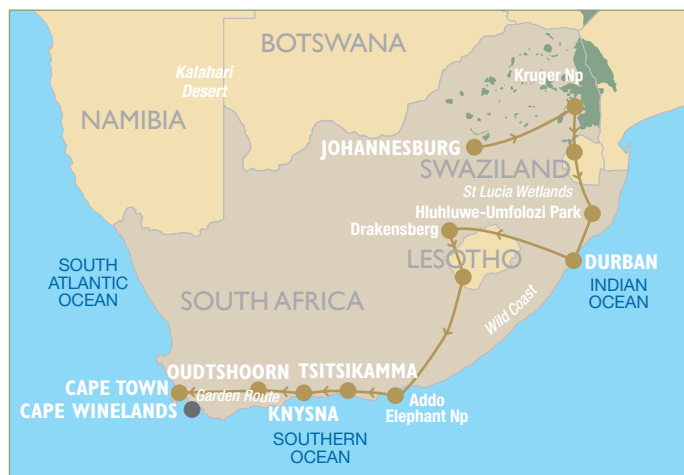 BOTSWANA
Kalahari
Desert
Kruger Np
NAMIBIA
JOHANNESBURG
SWAZILAND
St Lucia Wetlands
Hluhluwe-Umfolozi Park
Drakensberg
LESOTHO
DURBAN
SOUTH
ATLANTIC
OCEAN
INDIAN
OCEAN
SOUTH AFRICA
Wild Coast
OUDTSHOORN
TSITSIKAMMA
CAPE TOWN
Garden Route
CAPE WINELANDS
KNYSNA
Addo
Elephant Np
SOUTHERN
OCEAN